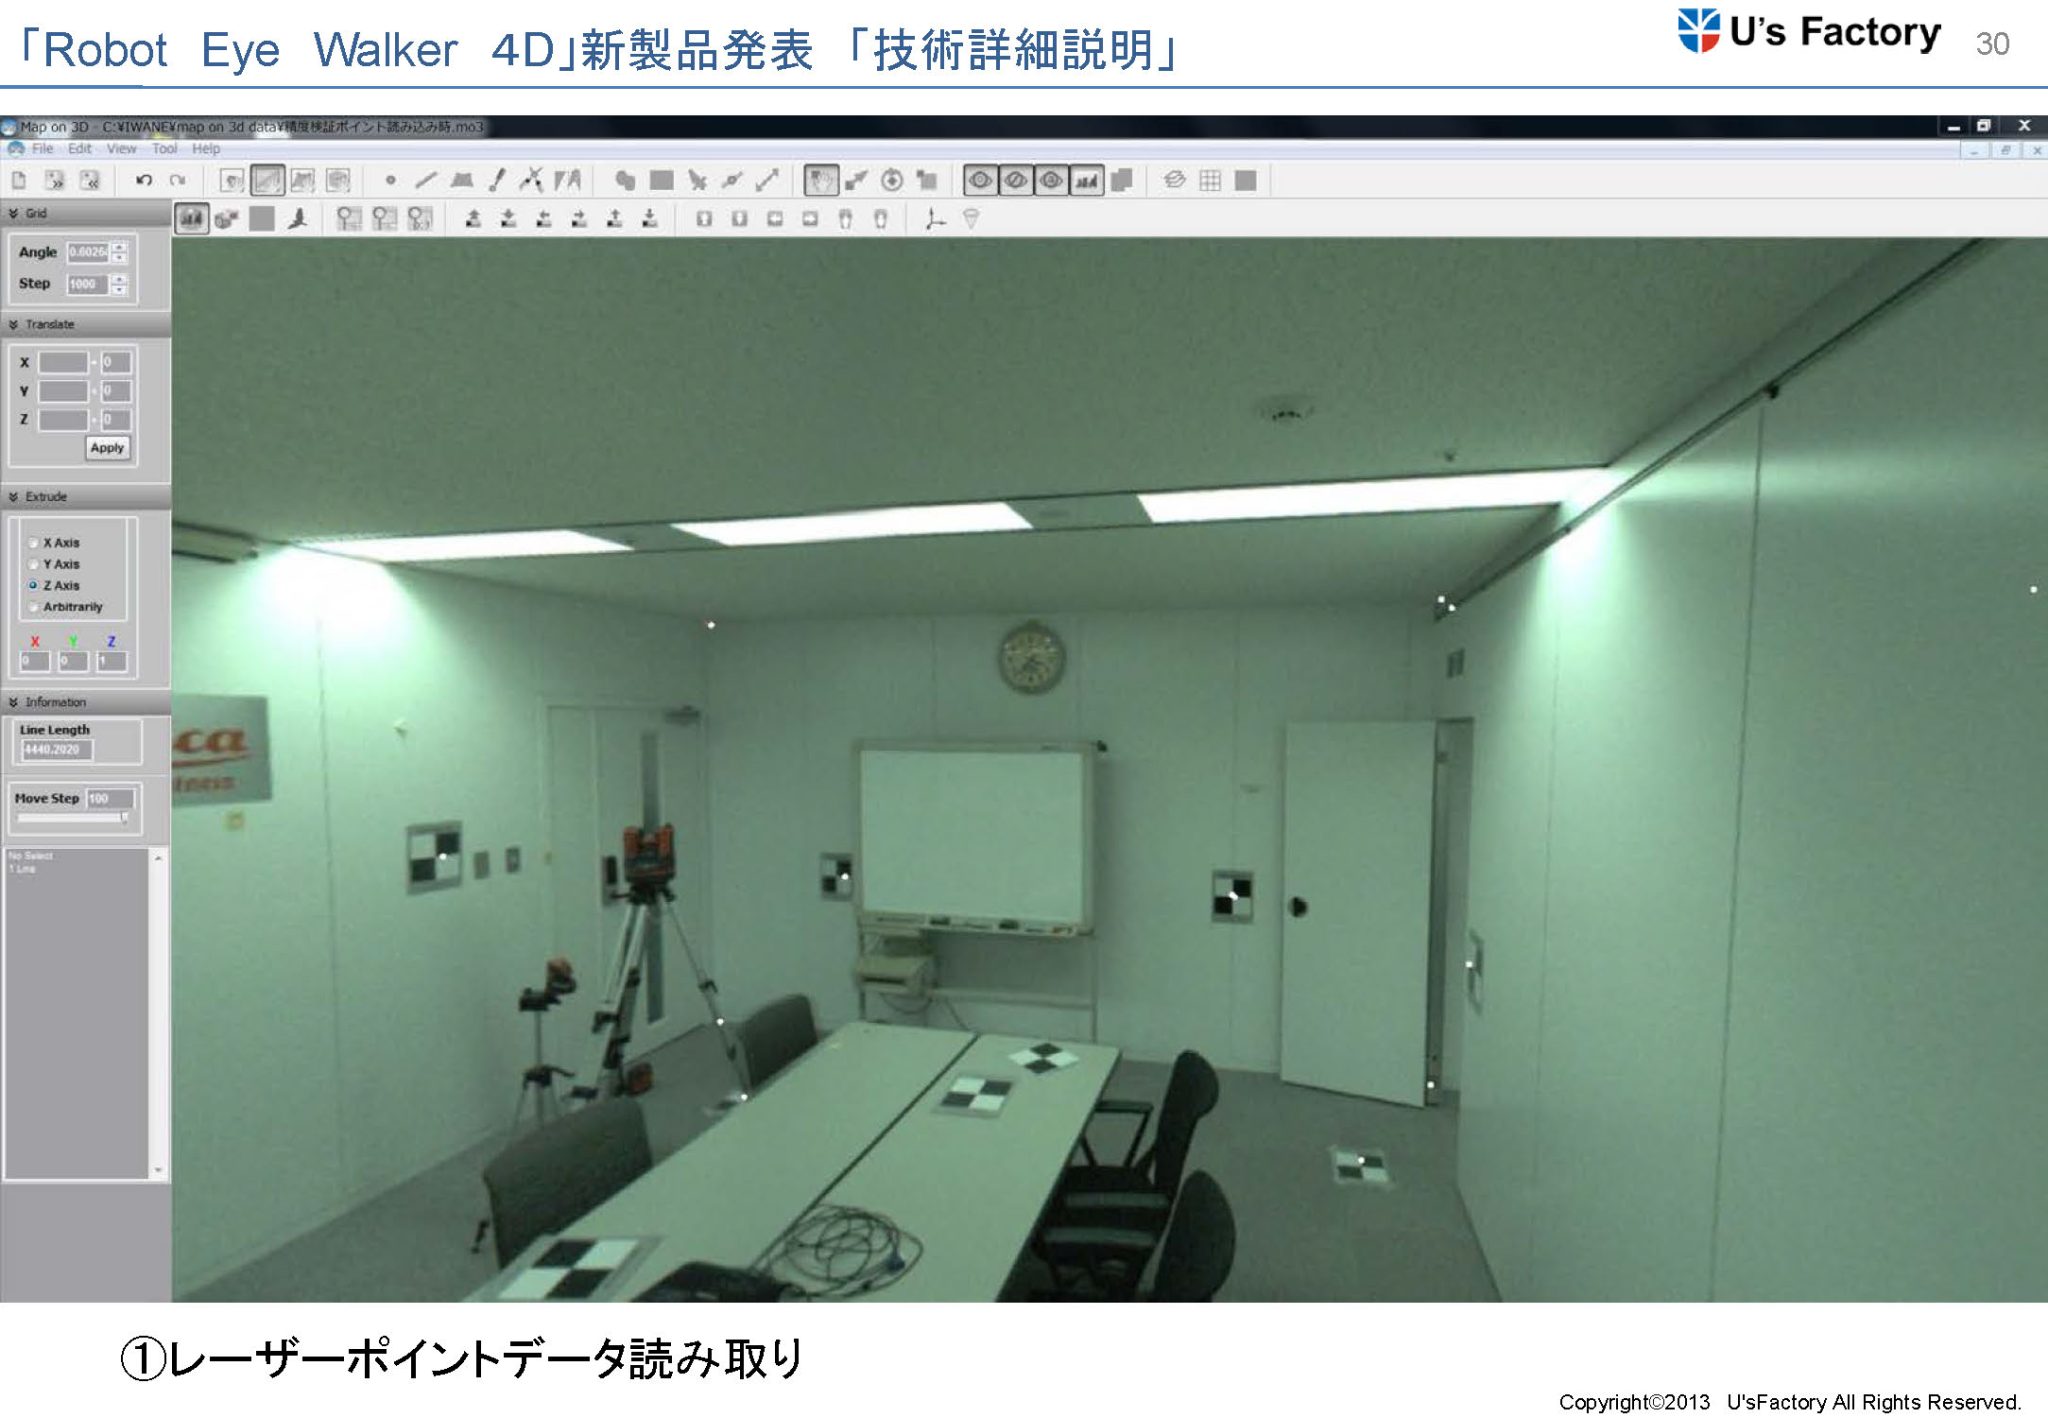 「Robot Eye Walker 4D」新製品発表 「技術詳細説明」
U's Factory
30
Map on 3D - C:¥IWANE¥map on 3d data¥精度検証ポイント読み込み時.mo3
File Edit View Tool Help
Grid
Angle 0.6026
Step 1000
Translate
X - 0
Y - 0
Z - 0
Apply
Extrude
X Axis
Y Axis
Z Axis
Arbitrarily
X Y Z
0 0 1
Information
Line Length
4440.2020
Move Step 100
No Select
1 Line
①レーザーポイントデータ読み取り
Copyright©2013 U'sFactory All Rights Reserved.